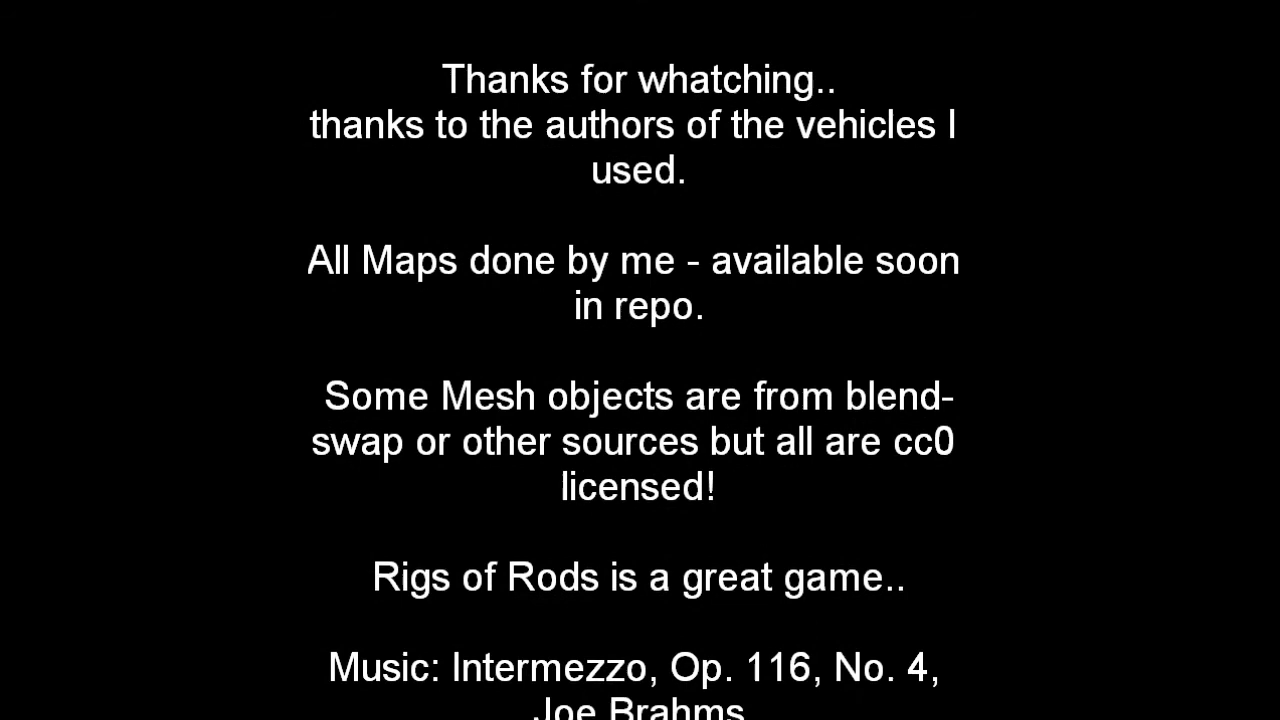 Thanks for whatching..
thanks to the authors of the vehicles I
used.
All Maps done by me - available soon
in repo.
Some Mesh objects are from blend-
swap or other sources but all are cc0
licensed!
Rigs of Rods is a great game..
Music: Intermezzo, Op. 116, No. 4,
Joe Brahms